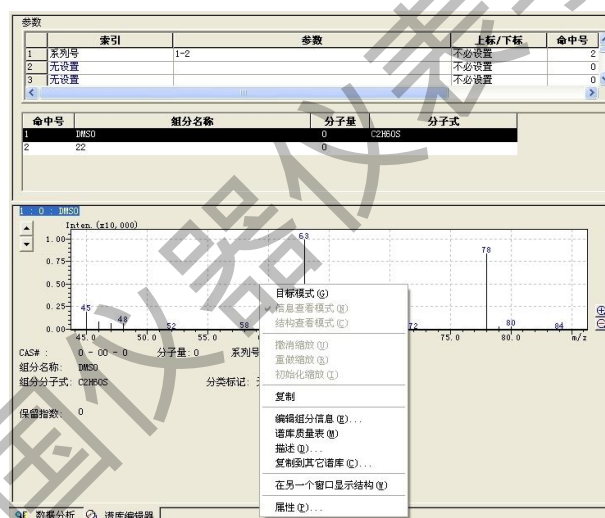 参数
索引 参数 上标/下标 命中号
1 系列号 1-2 不必设置 2
2 无设置 不必设置 0
3 无设置 不必设置 0
命中号 组分名称 分子量 分子式
1 DMSO 0 C2H6OS
2 22 0
1 : 0 : DMSO
Inten.(x10,000)
1.00
0.75
0.50
0.25
0.00
63
78
45
48
52
58
72
80
84
45.0 50.0 55.0 75.0 80.0 m/z
CAS# : 0 - 00 - 0 分子量: 0 系列号
组分名称: DMSO
组分分子式: C2H6OS 分类标记:
保留指数: 0
目标模式(G)
信息查看模式(N)
结构查看模式(C)
撤消缩放(U)
重做缩放(R)
初始化缩放(I)
复制
编辑组分信息(E)...
谱库质量表(M)
描述(D)...
复制到其它谱库(C)...
在另一个窗口显示结构(W)
属性(P)...
数据分析 谱库编辑器